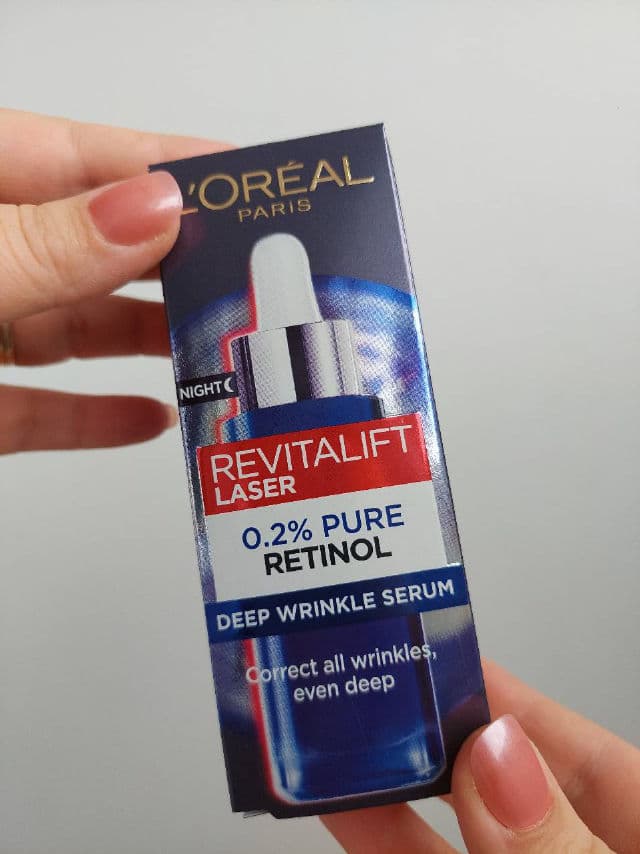 L'ORÉAL
PARIS
NIGHT
REVITALIFT
LASER
0.2% PURE
RETINOL
DEEP WRINKLE SERUM
Correct all wrinkles,
even deep